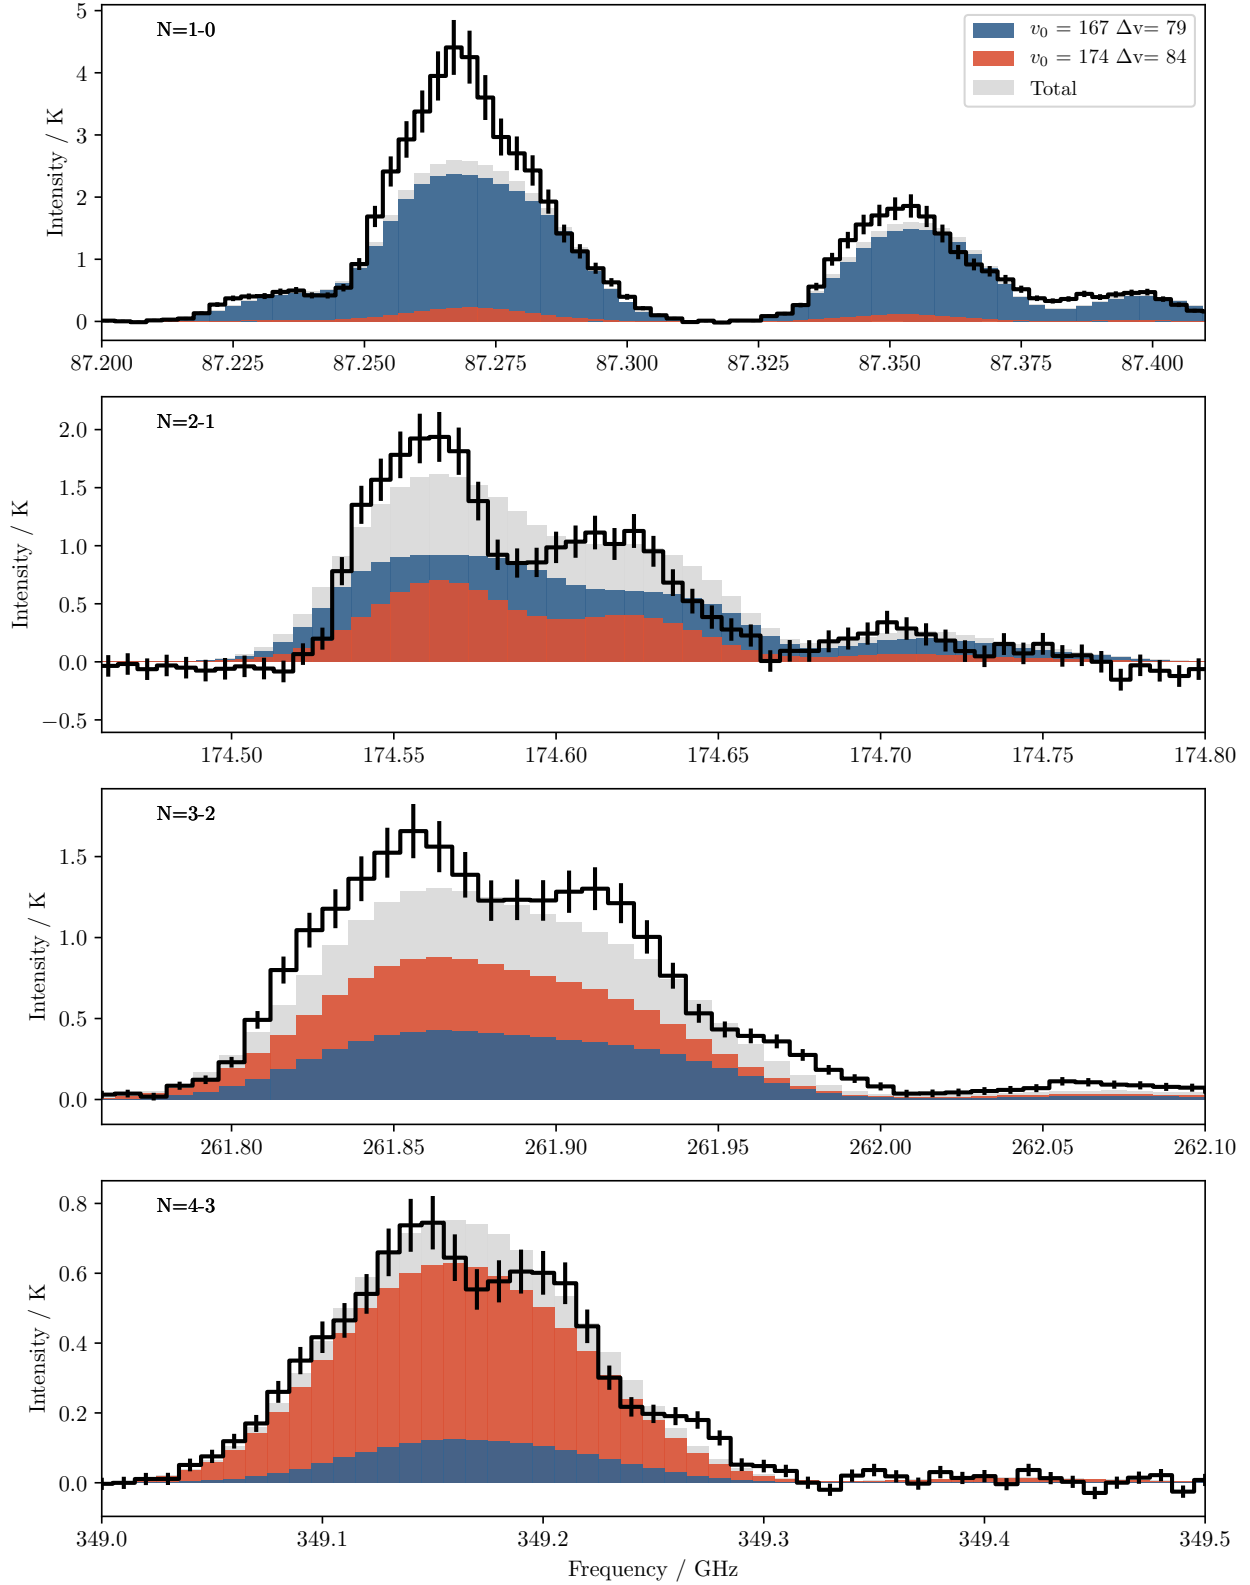 N=1-0
v₀ = 167 Δv= 79
v₀ = 174 Δv= 84
Total
Intensity / K
5
4
3
2
1
0
87.200 87.225 87.250 87.275 87.300 87.325 87.350 87.375 87.400
N=2-1
Intensity / K
2.0
1.5
1.0
0.5
0.0
−0.5
174.50 174.55 174.60 174.65 174.70 174.75 174.80
N=3-2
Intensity / K
1.5
1.0
0.5
0.0
261.80 261.85 261.90 261.95 262.00 262.05 262.10
N=4-3
Intensity / K
0.8
0.6
0.4
0.2
0.0
349.0 349.1 349.2 349.3 349.4 349.5
Frequency / GHz